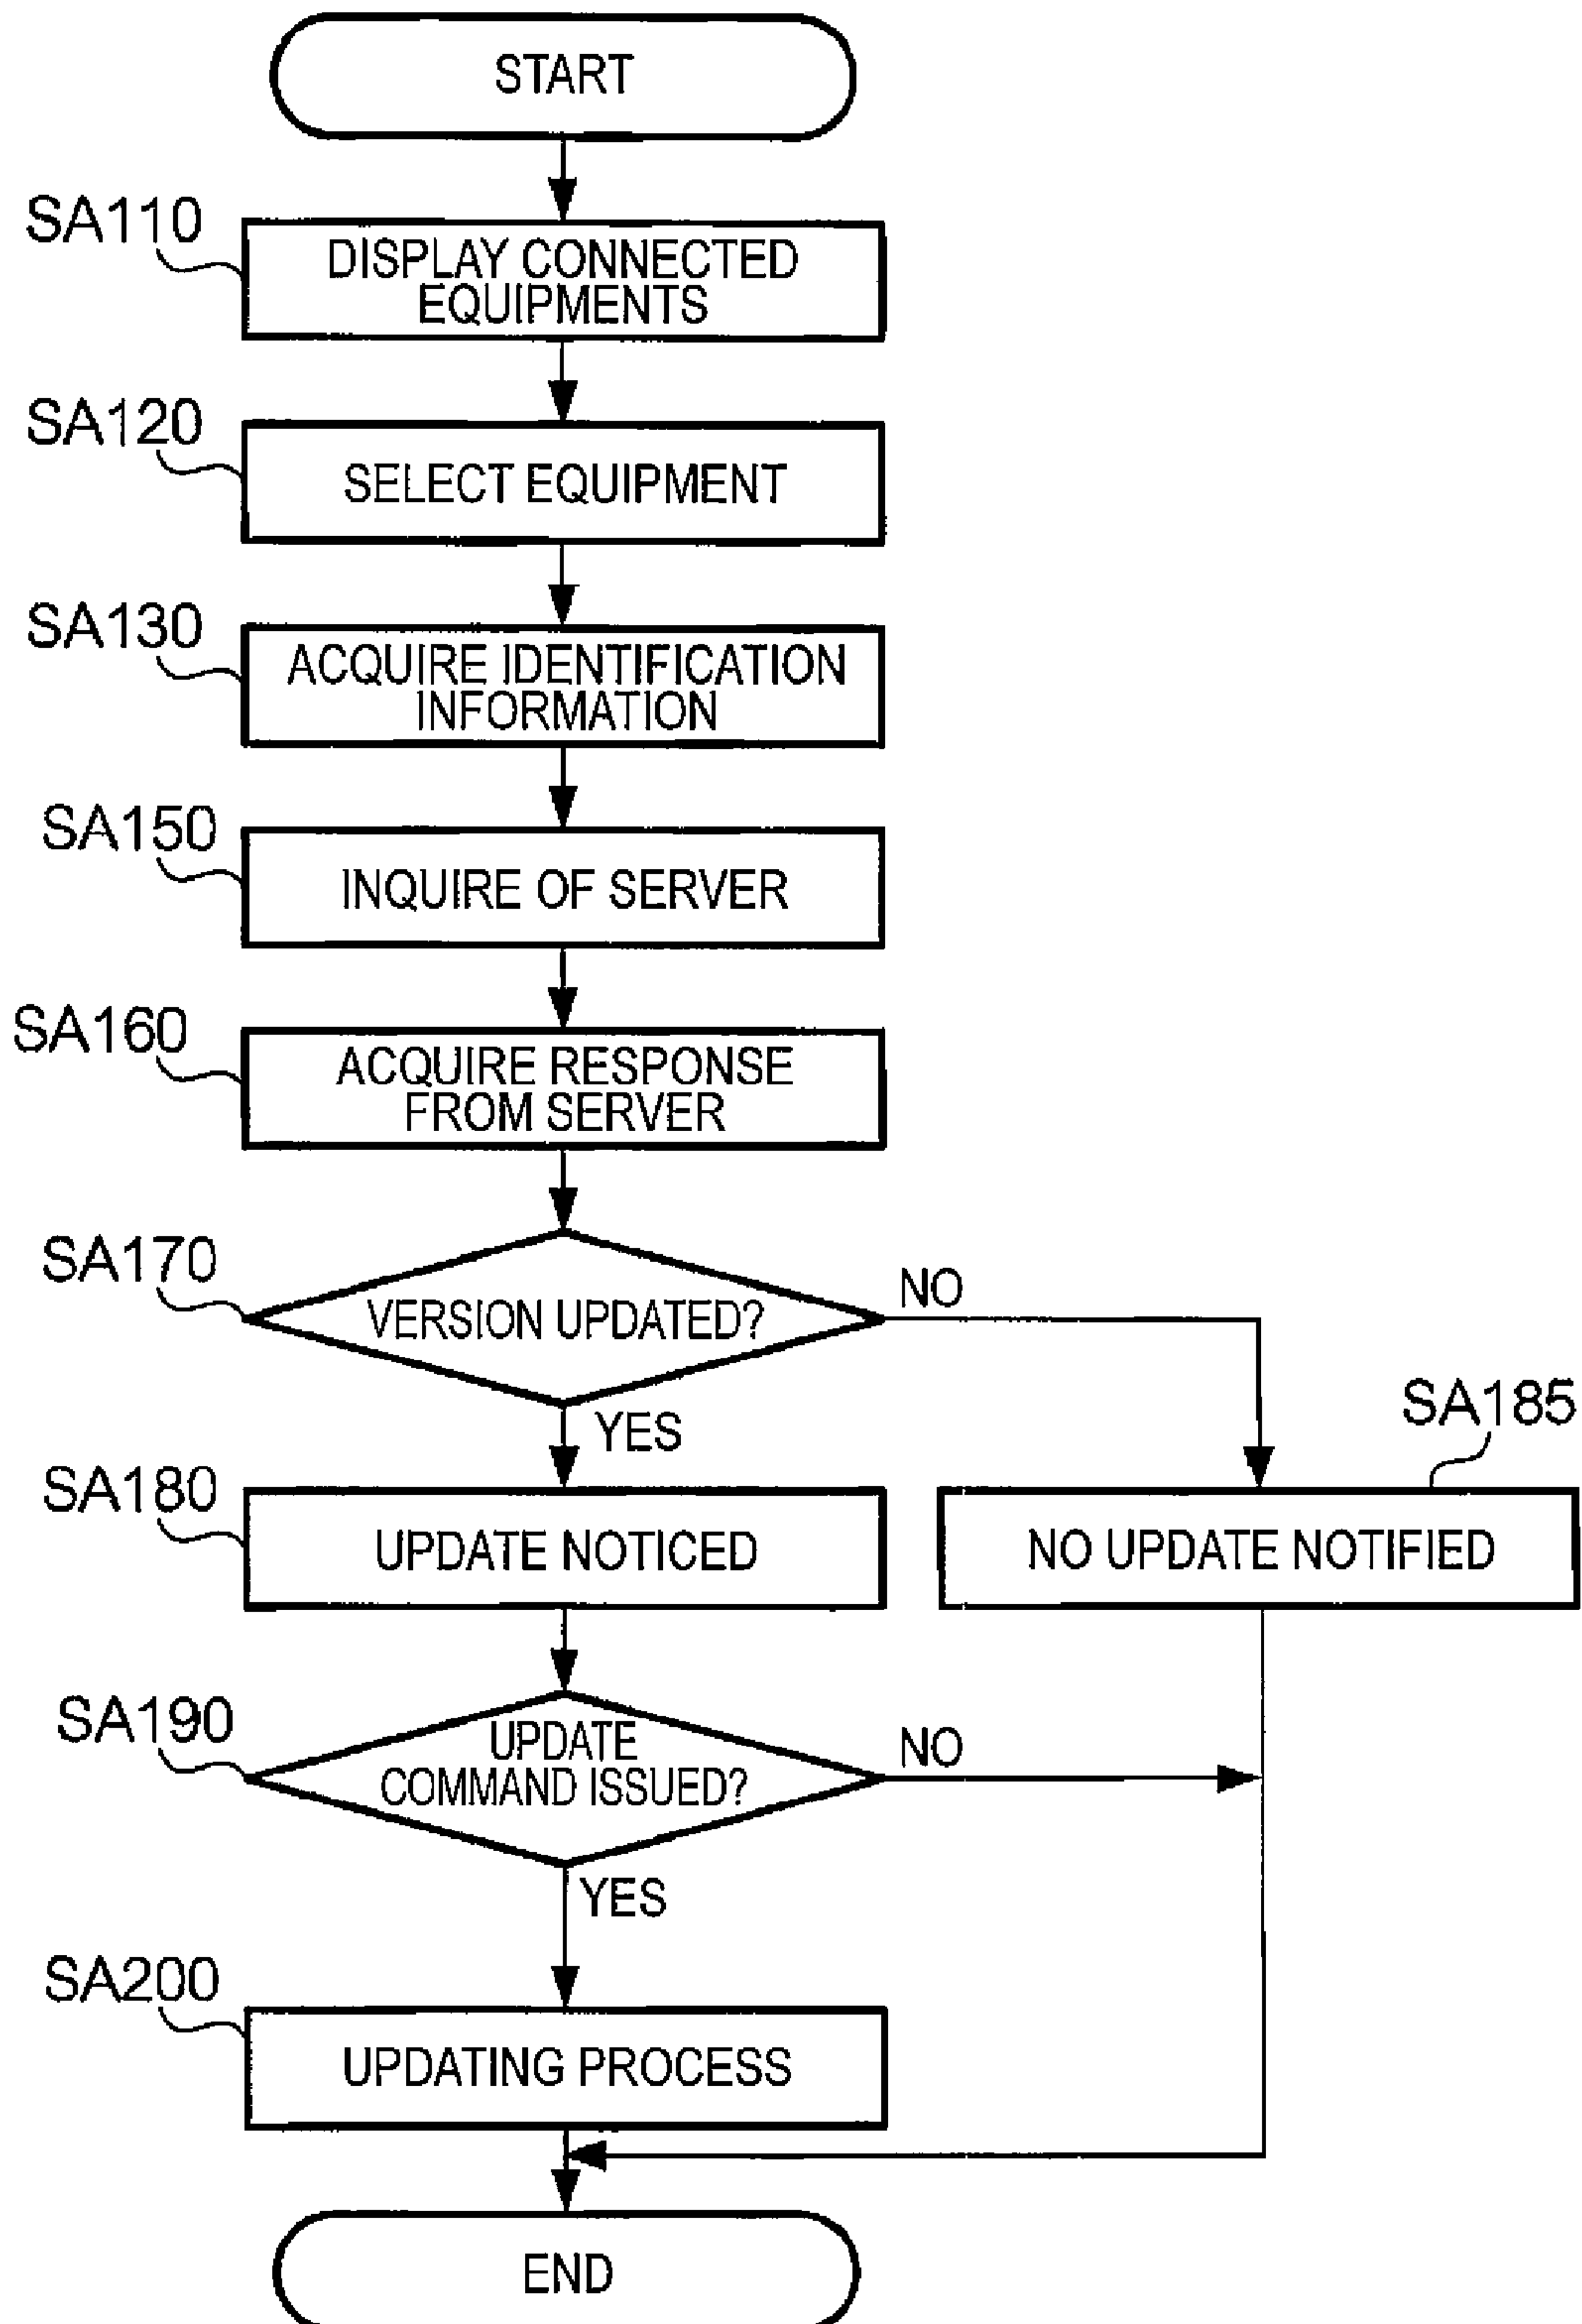 START
SA110
DISPLAY CONNECTED
EQUIPMENTS
SA120
SELECT EQUIPMENT
SA130
ACQUIRE IDENTIFICATION
INFORMATION
SA150
INQUIRE OF SERVER
SA160
ACQUIRE RESPONSE
FROM SERVER
SA170
VERSION UPDATED?
NO
YES
SA185
SA180
UPDATE NOTICED
NO UPDATE NOTIFIED
SA190
UPDATE
COMMAND ISSUED?
NO
YES
SA200
UPDATING PROCESS
END